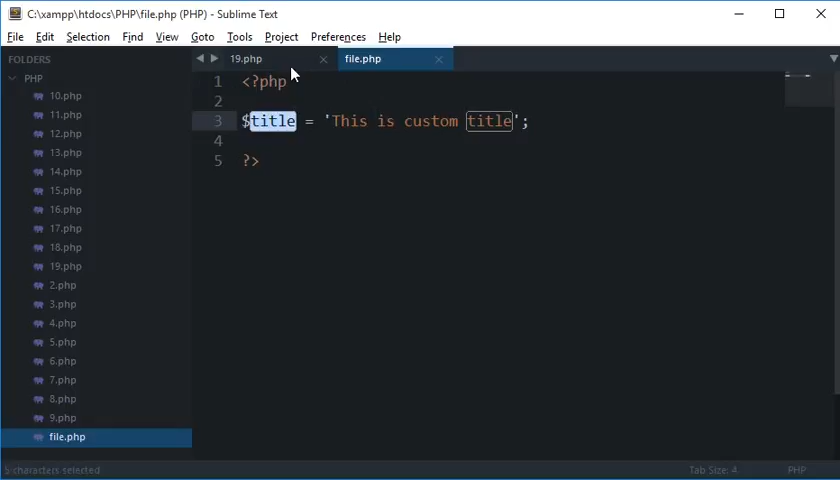 C:\xampp\htdocs\PHP\file.php (PHP) - Sublime Text
File Edit Selection Find View Goto Tools Project Preferences Help
FOLDERS
PHP
10.php
11.php
12.php
13.php
14.php
15.php
16.php
17.php
18.php
19.php
2.php
3.php
4.php
5.php
6.php
7.php
8.php
9.php
file.php
19.php file.php
1 <?php
2
3 $title = 'This is custom title';
4
5 ?>
5 characters selected Tab Size: 4 PHP